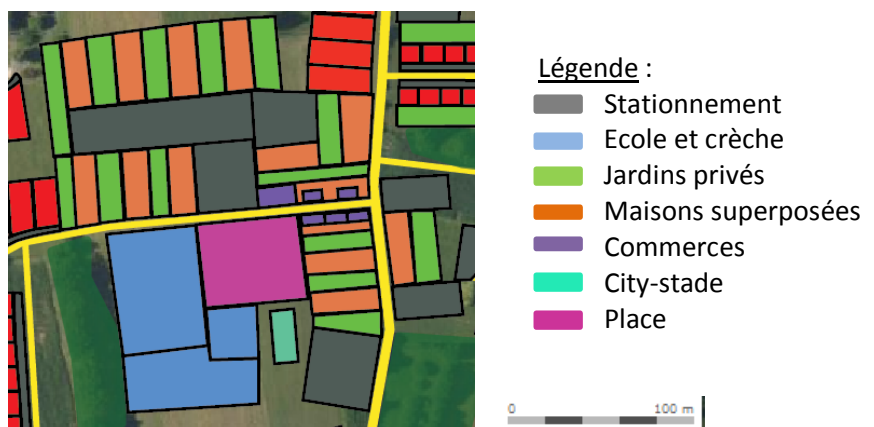 Légende :
Stationnement
Ecole et crèche
Jardins privés
Maisons superposées
Commerces
City-stade
Place
0 100 m